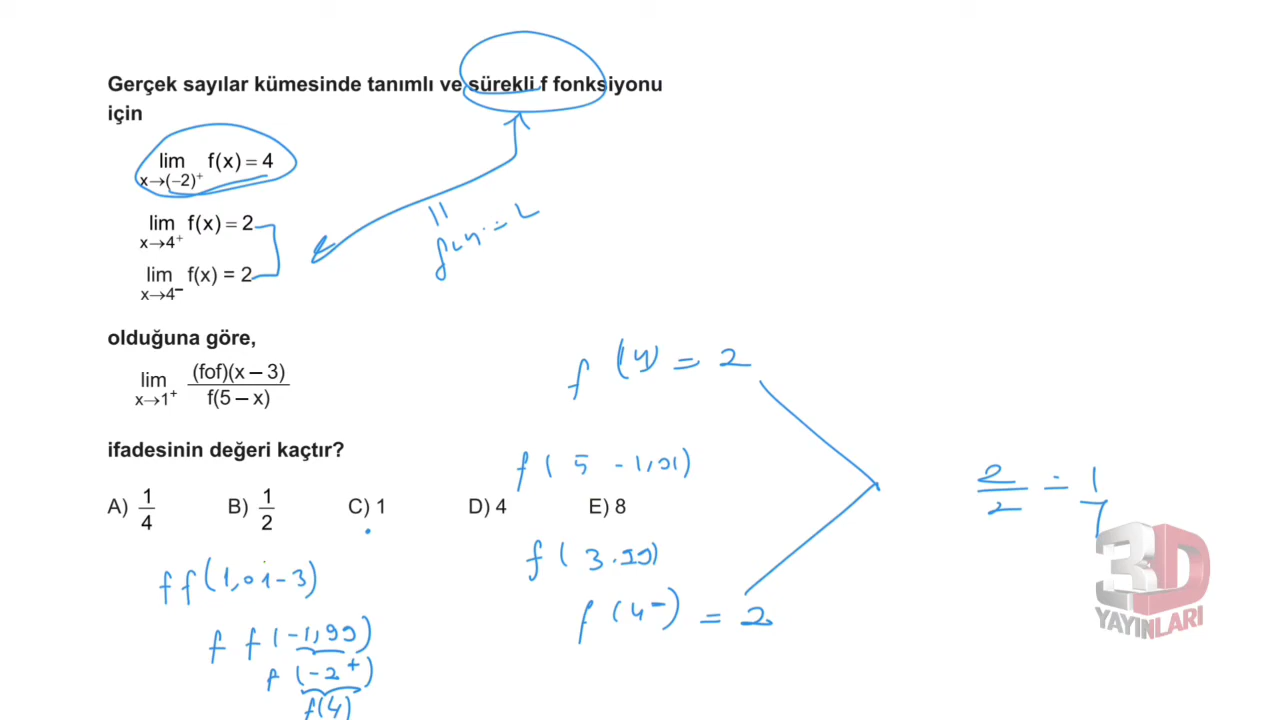 Gerçek sayılar kümesinde tanımlı ve sürekli f fonksiyonu
için
lim f(x) = 4
x→(–2)⁺
lim f(x) = 2
x→4⁺
lim f(x) = 2
x→4⁻
olduğuna göre,
lim (fof)(x – 3) / f(5 – x)
x→1⁺
ifadesinin değeri kaçtır?
A) 1/4 B) 1/2 C) 1 D) 4 E) 8
f (4) = 2
f ( 5 - 1,01)
f ( 3.99)
f (4-) = 2
2/2 = 1/
f f (1,01-3)
f f (-1,99)
f (-2+)
f(4)
3D
YAYINLARI